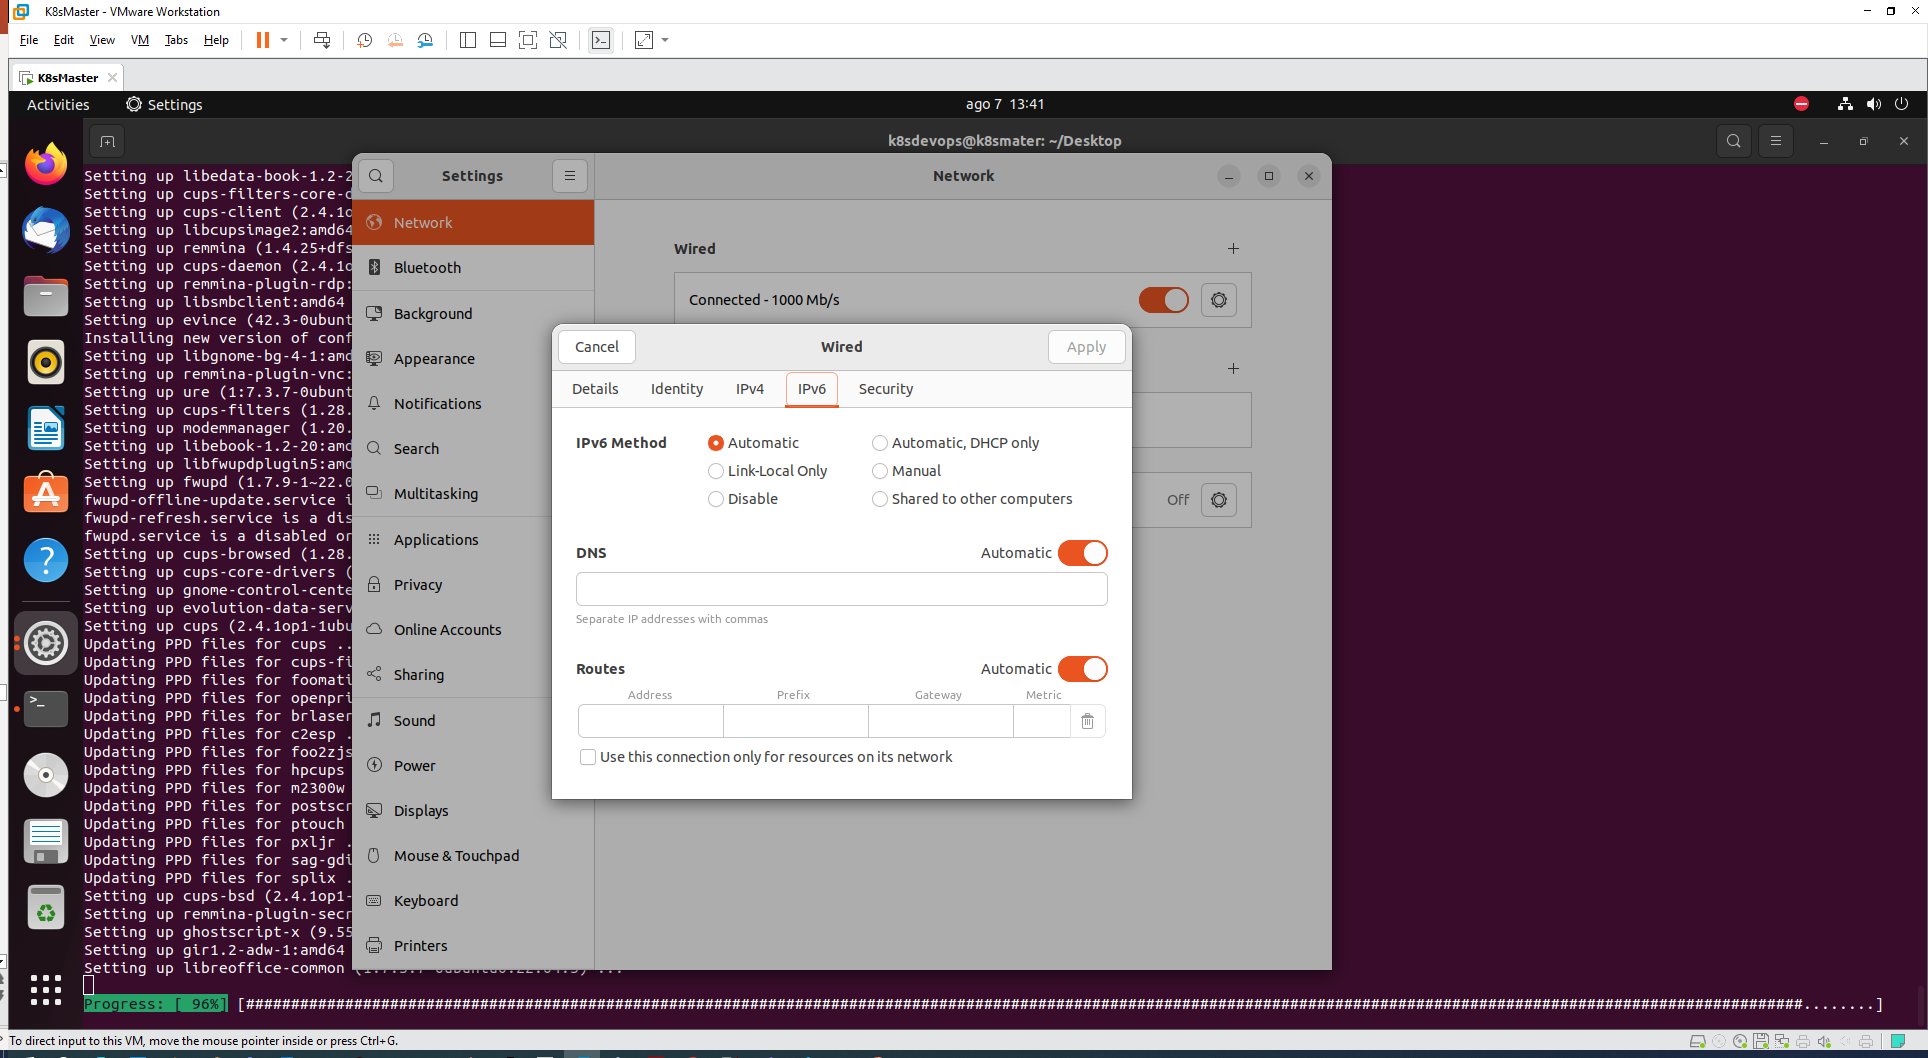 K8sMaster - VMware Workstation
File Edit View VM Tabs Help
K8sMaster
Activities Settings ago 7 13:41
k8sdevops@k8smater: ~/Desktop
Setting up libedata-book-1.2-2
Setting up cups-filters-core-d
Setting up cups-client (2.4.1o
Setting up libcupsimage2:amd64
Setting up remmina (1.4.25+dfs
Setting up cups-daemon (2.4.1o
Setting up remmina-plugin-rdp:
Setting up libsmbclient:amd64
Setting up evince (42.3-0ubunt
Installing new version of conf
Setting up libgnome-bg-4-1:amd
Setting up remmina-plugin-vnc:
Setting up ure (1:7.3.7-0ubunt
Setting up cups-filters (1.28.
Setting up modemmanager (1.20.
Setting up libebook-1.2-20:amd
Setting up libfwupdplugin5:amd
Setting up fwupd (1.7.9-1~22.0
fwupd-offline-update.service i
fwupd-refresh.service is a dis
fwupd.service is a disabled or
Setting up cups-browsed (1.28.
Setting up cups-core-drivers (
Setting up gnome-control-cente
Setting up evolution-data-serv
Setting up cups (2.4.1op1-1ubu
Updating PPD files for cups ..
Updating PPD files for cups-fi
Updating PPD files for foomati
Updating PPD files for openpri
Updating PPD files for brlaser
Updating PPD files for c2esp .
Updating PPD files for foo2zjs
Updating PPD files for hpcups
Updating PPD files for m2300w
Updating PPD files for postscr
Updating PPD files for ptouch
Updating PPD files for pxljr .
Updating PPD files for sag-gdi
Updating PPD files for splix .
Setting up cups-bsd (2.4.1op1-
Setting up remmina-plugin-secr
Setting up ghostscript-x (9.55
Setting up gir1.2-adw-1:amd64
Setting up libreoffice-common
Progress: [ 96%]
Settings
Network
Bluetooth
Background
Appearance
Notifications
Search
Multitasking
Applications
Privacy
Online Accounts
Sharing
Sound
Power
Displays
Mouse & Touchpad
Keyboard
Printers
Network
Wired
Connected - 1000 Mb/s
Off
Cancel Wired Apply
Details Identity IPv4 IPv6 Security
IPv6 Method Automatic Automatic, DHCP only
Link-Local Only Manual
Disable Shared to other computers
DNS Automatic
Separate IP addresses with commas
Routes Automatic
Address Prefix Gateway Metric
Use this connection only for resources on its network
To direct input to this VM, move the mouse pointer inside or press Ctrl+G.